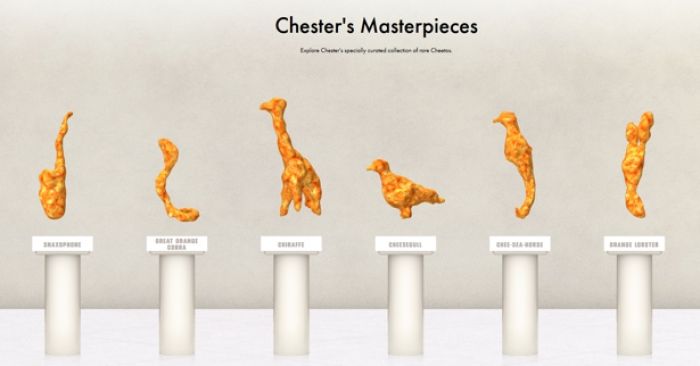 Chester's Masterpieces
Explore Chester's specially curated collection of rare Cheetos.
SNAXOPHONE
GREAT ORANGE
COBRA
CHIRAFFE
CHEESEGULL
CHEE-SEA-HORSE
ORANGE LOBSTER